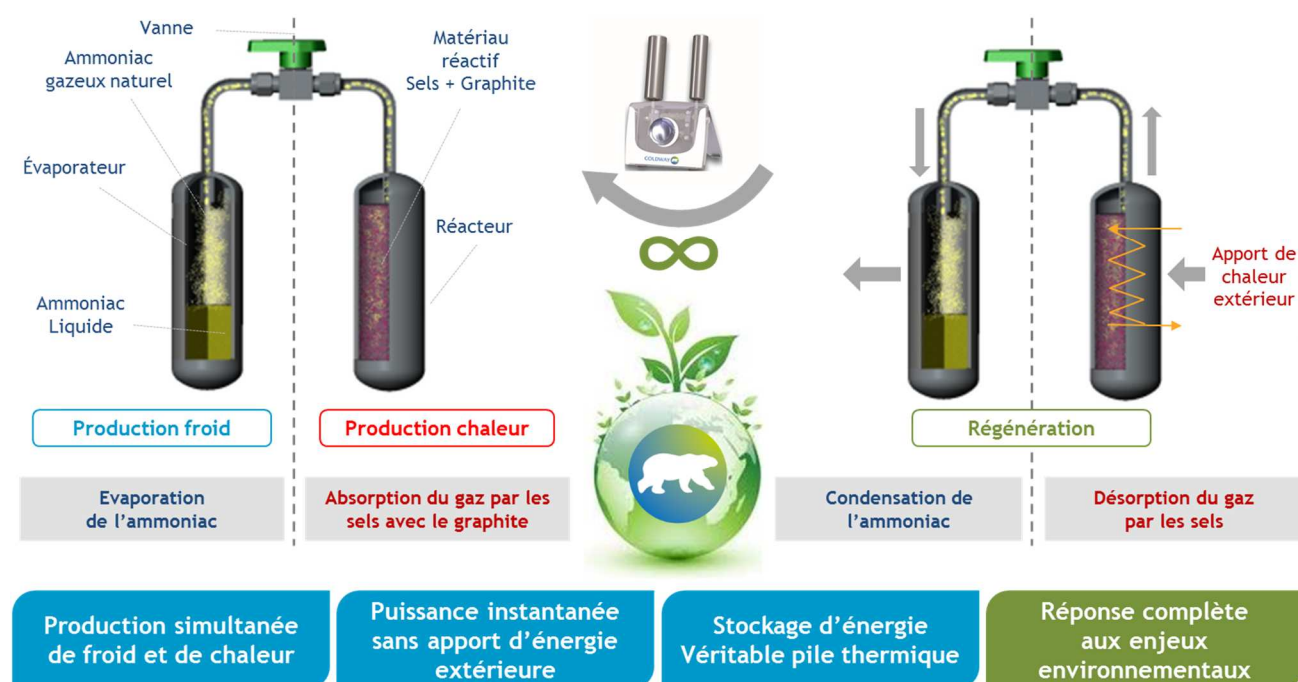 Vanne
Ammoniac
gazeux naturel
Évaporateur
Ammoniac
Liquide
Matériau
réactif
Sels + Graphite
Réacteur
Production froid
Production chaleur
Evaporation
de l’ammoniac
Absorption du gaz par les
sels avec le graphite
COLDWAY
∞
Apport de
chaleur
extérieur
Régénération
Condensation de
l’ammoniac
Désorption du gaz
par les sels
Production simultanée
de froid et de chaleur
Puissance instantanée
sans apport d’énergie
extérieure
Stockage d’énergie
Véritable pile thermique
Réponse complète
aux enjeux
environnementaux